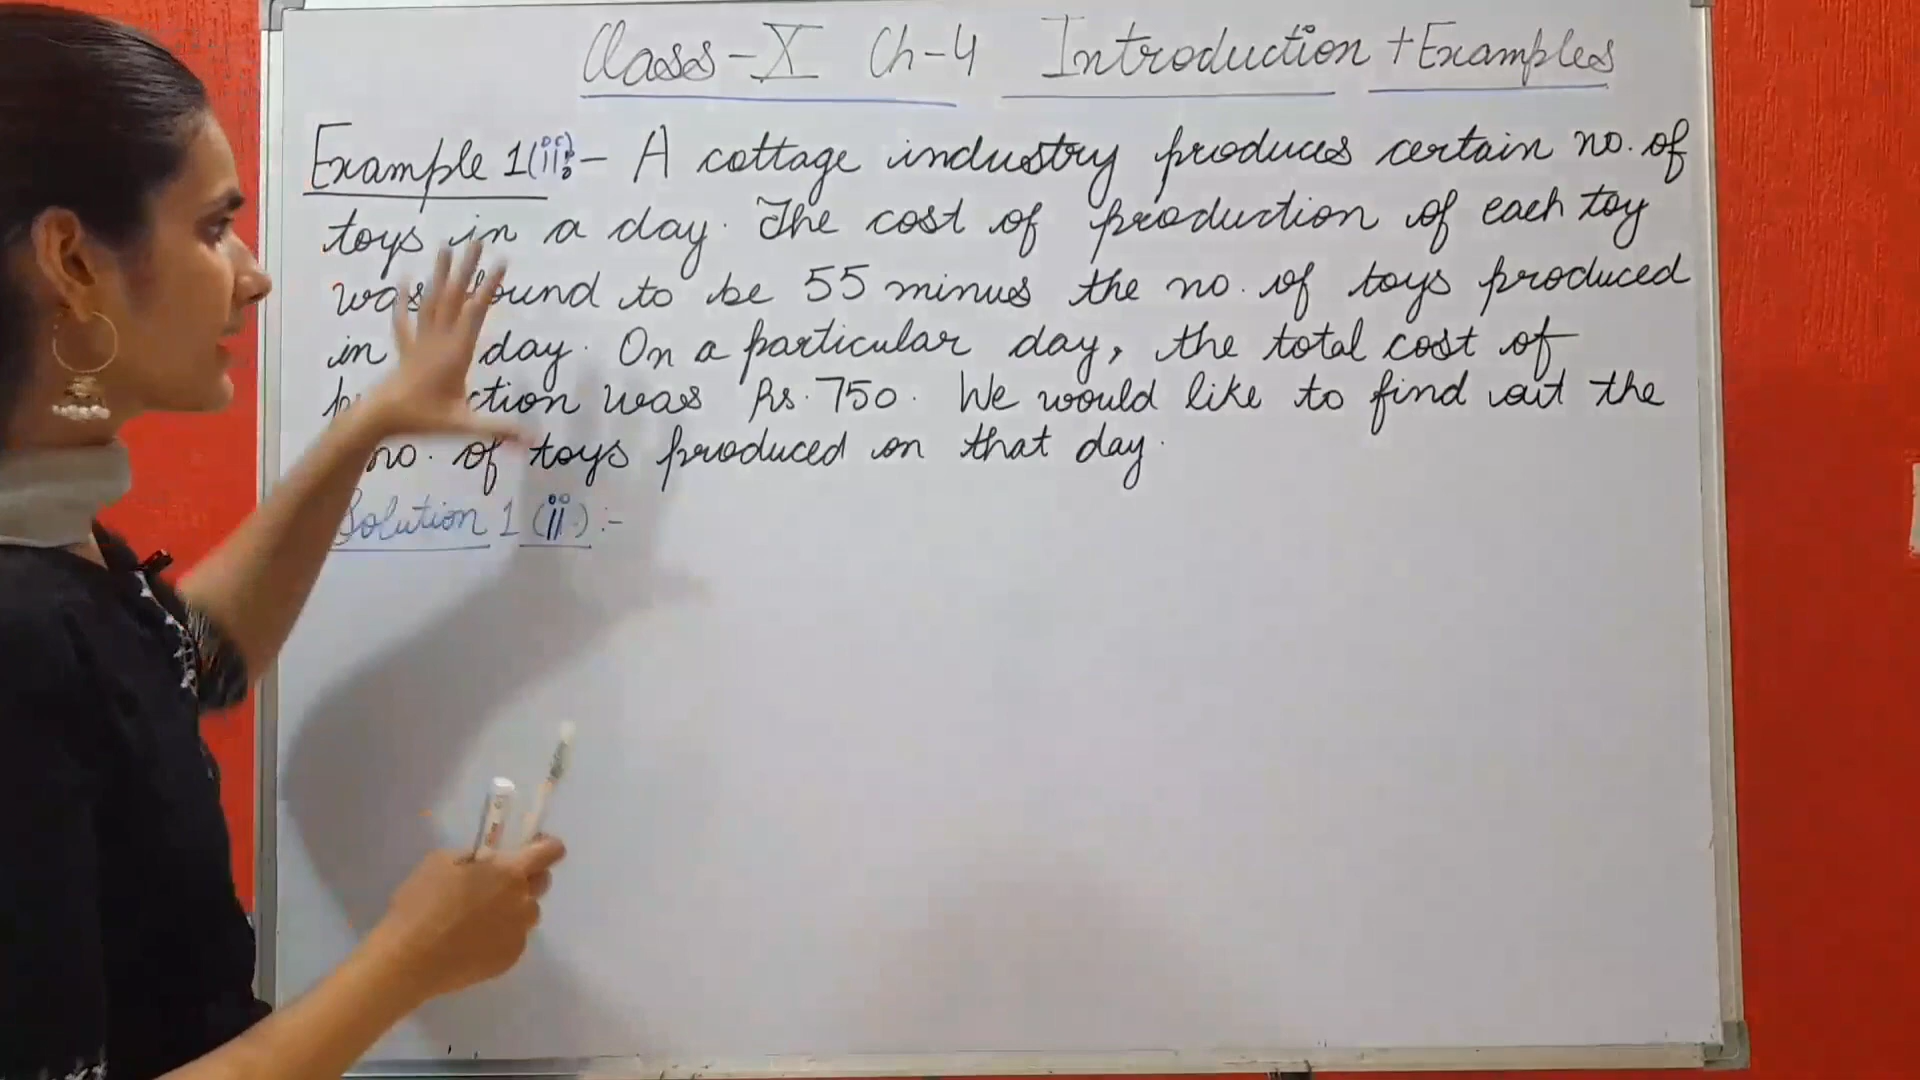 Class-X Ch-4 Introduction + Examples
Example 1(ii):- A cottage industry produces certain no. of
toys in a day. The cost of production of each toy
was found to be 55 minus the no. of toys produced
in day. On a particular day, the total cost of
was Rs. 750. We would like to find out the
no. of toys produced on that day.
Solution 1 (ii) :-